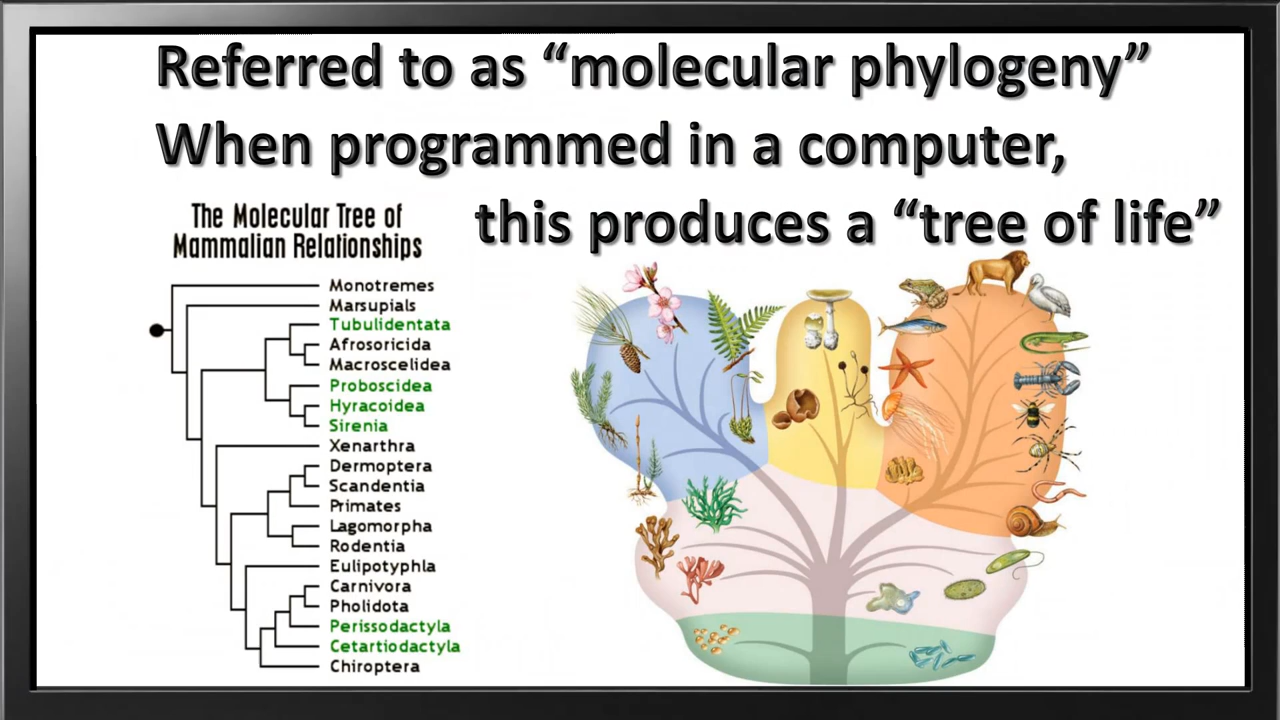 Referred to as “molecular phylogeny”
When programmed in a computer,
this produces a “tree of life”
The Molecular Tree of
Mammalian Relationships
Monotremes
Marsupials
Tubulidentata
Afrosoricida
Macroscelidea
Proboscidea
Hyracoidea
Sirenia
Xenarthra
Dermoptera
Scandentia
Primates
Lagomorpha
Rodentia
Eulipotyphla
Carnivora
Pholidota
Perissodactyla
Cetartiodactyla
Chiroptera